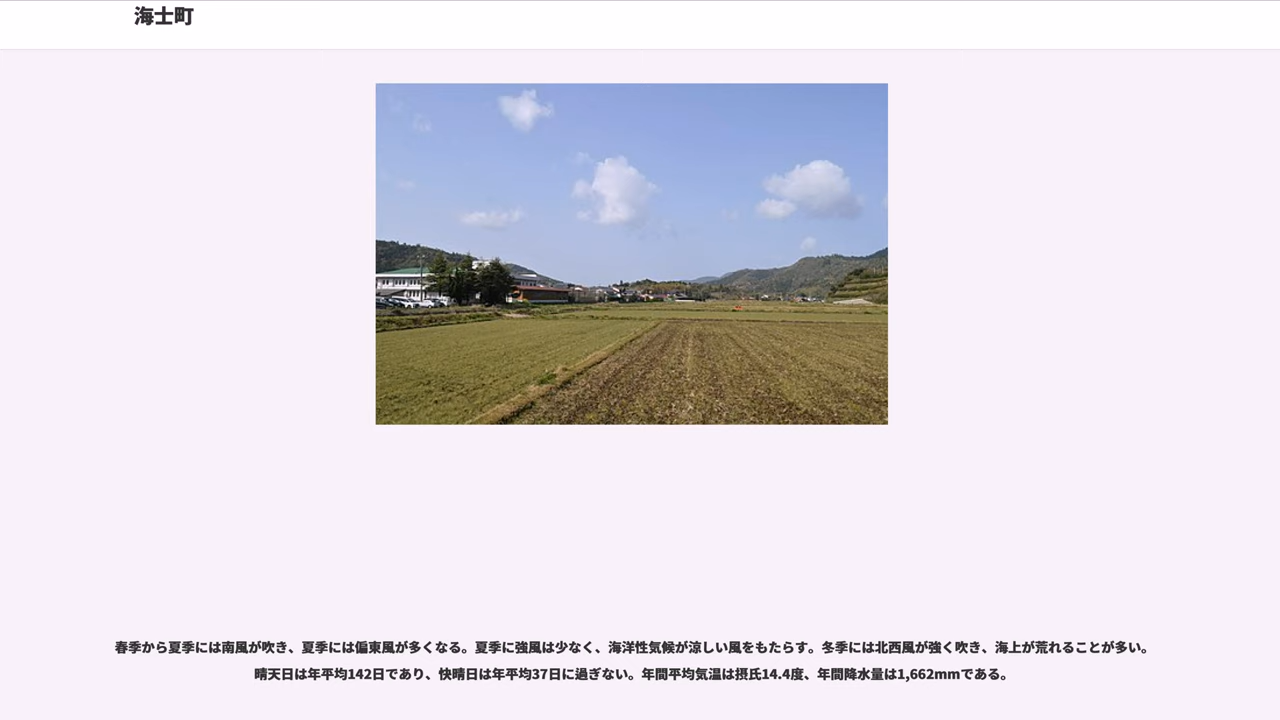 海士町
春季から夏季には南風が吹き、夏季には偏東風が多くなる。夏季に強風は少なく、海洋性気候が涼しい風をもたらす。冬季には北西風が強く吹き、海上が荒れることが多い。
晴天日は年平均142日であり、快晴日は年平均37日に過ぎない。年間平均気温は摂氏14.4度、年間降水量は1,662mmである。